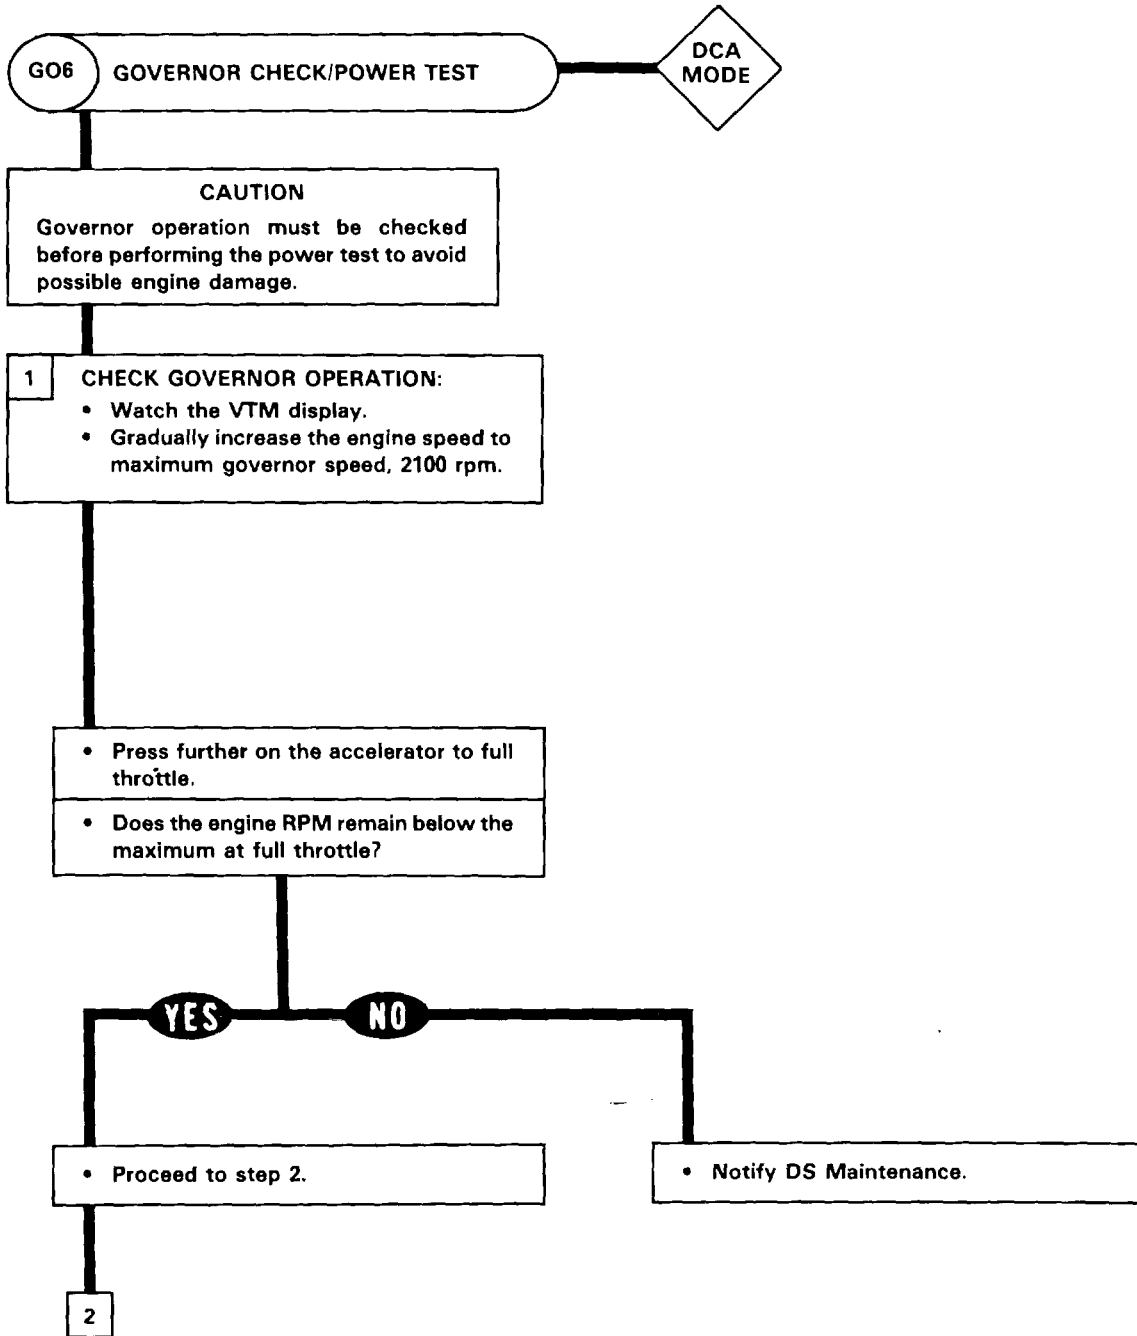 GO6
GOVERNOR CHECK/POWER TEST
DCA
MODE
CAUTION
Governor operation must be checked
before performing the power test to avoid
possible engine damage.
1
CHECK GOVERNOR OPERATION:
• Watch the VTM display.
• Gradually increase the engine speed to
maximum governor speed, 2100 rpm.
• Press further on the accelerator to full
throttle.
• Does the engine RPM remain below the
maximum at full throttle?
YES
NO
• Proceed to step 2.
• Notify DS Maintenance.
2